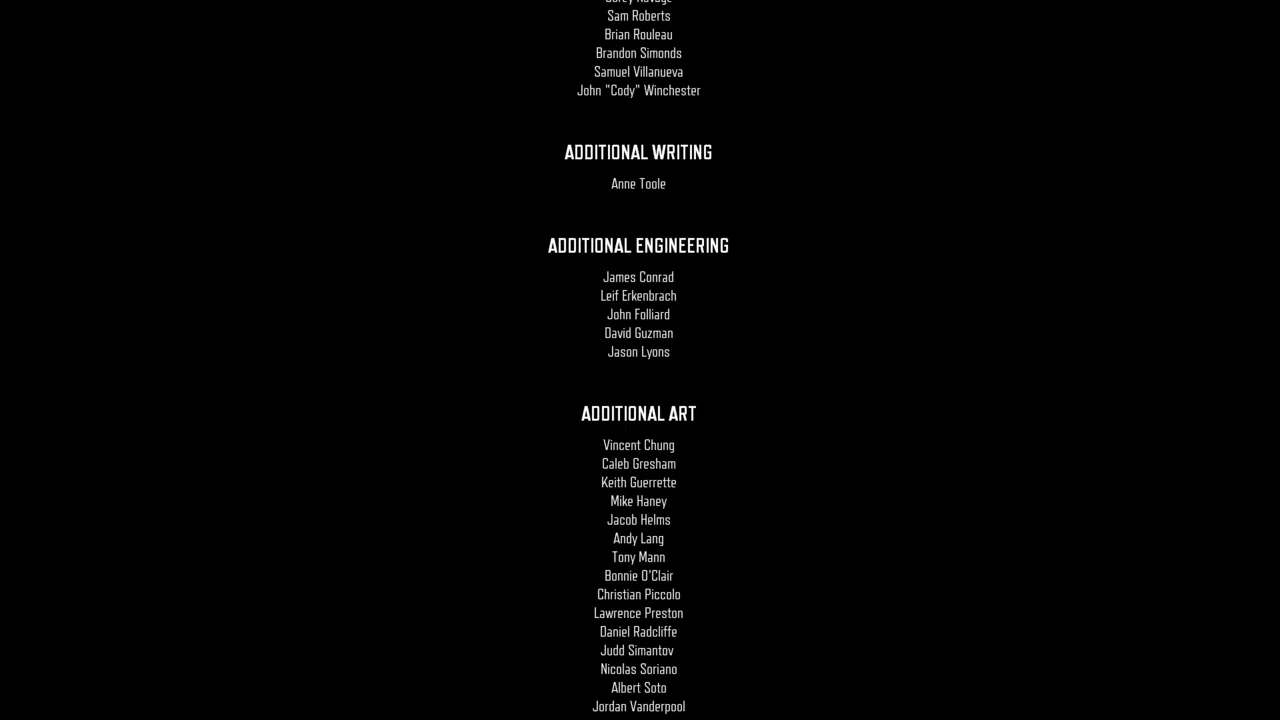 Sam Roberts
Brian Rouleau
Brandon Simonds
Samuel Villanueva
John "Cody" Winchester
ADDITIONAL WRITING
Anne Toole
ADDITIONAL ENGINEERING
James Conrad
Leif Erkenbrach
John Folliard
David Guzman
Jason Lyons
ADDITIONAL ART
Vincent Chung
Caleb Gresham
Keith Guerrette
Mike Haney
Jacob Helms
Andy Lang
Tony Mann
Bonnie O'Clair
Christian Piccolo
Lawrence Preston
Daniel Radcliffe
Judd Simantov
Nicolas Soriano
Albert Soto
Jordan Vanderpool